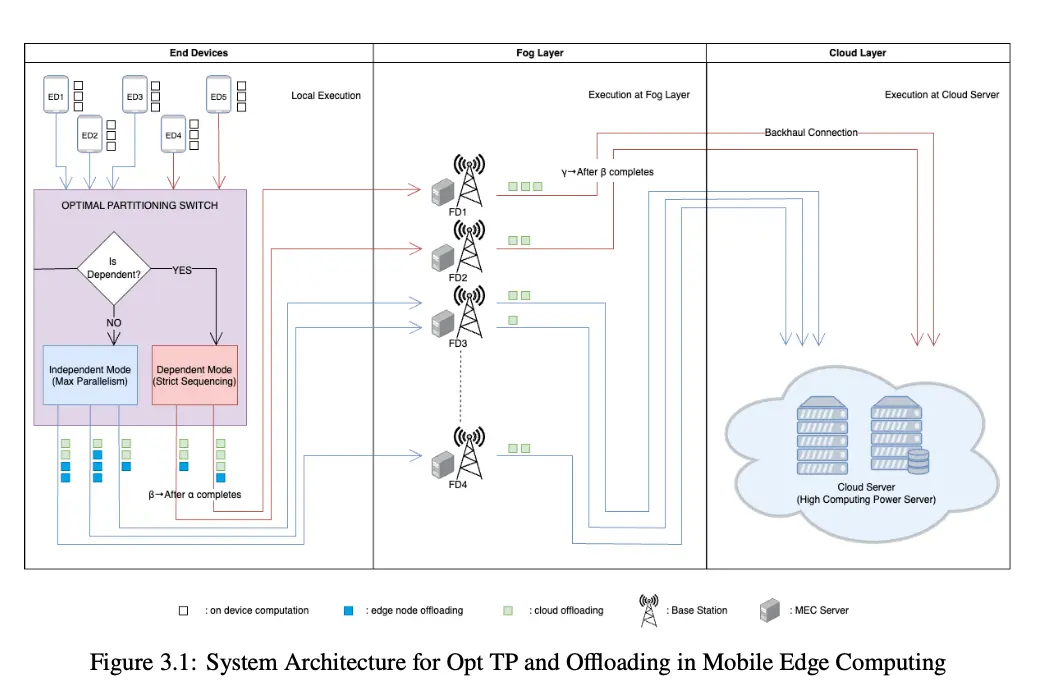 End Devices
Fog Layer
Cloud Layer
ED1
ED3
ED5
Local Execution
Execution at Fog Layer
Execution at Cloud Server
ED2
ED4
Backhaul Connection
γ→After β completes
OPTIMAL PARTITIONING SWITCH
FD1
Is
Dependent?
YES
FD2
NO
FD3
Independent Mode
(Max Parallelism)
Dependent Mode
(Strict Sequencing)
FD4
β→After α completes
Cloud Server
(High Computing Power Server)
: on device computation
: edge node offloading
: cloud offloading
: Base Station
: MEC Server
Figure 3.1: System Architecture for Opt TP and Offloading in Mobile Edge Computing